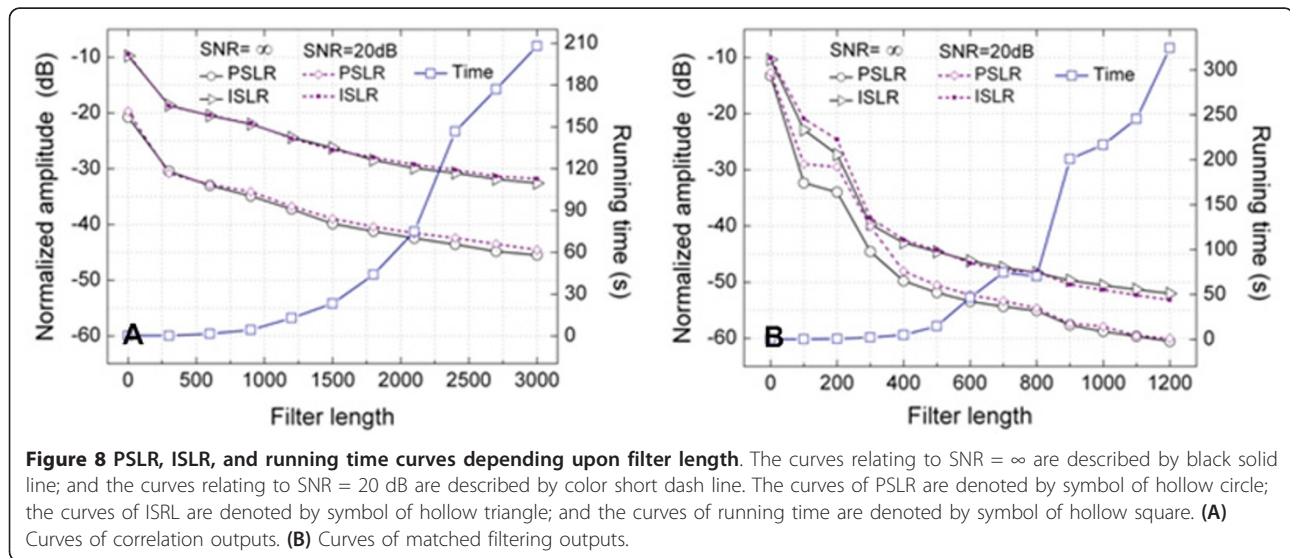 SNR= ∞ SNR=20dB
PSLR PSLR Time
ISLR ISLR
Normalized amplitude (dB)
-10
-20
-30
-40
-50
-60
Running time (s)
210
180
150
120
90
60
30
0
A
0 500 1000 1500 2000 2500 3000
Filter length
SNR= ∞ SNR=20dB
PSLR PSLR Time
ISLR ISLR
Normalized amplitude (dB)
-10
-20
-30
-40
-50
-60
Running time (s)
300
250
200
150
100
50
0
B
0 200 400 600 800 1000 1200
Filter length
Figure 8 PSLR, ISLR, and running time curves depending upon filter length. The curves relating to SNR = ∞ are described by black solid
line; and the curves relating to SNR = 20 dB are described by color short dash line. The curves of PSLR are denoted by symbol of hollow circle;
the curves of ISRL are denoted by symbol of hollow triangle; and the curves of running time are denoted by symbol of hollow square. (A)
Curves of correlation outputs. (B) Curves of matched filtering outputs.